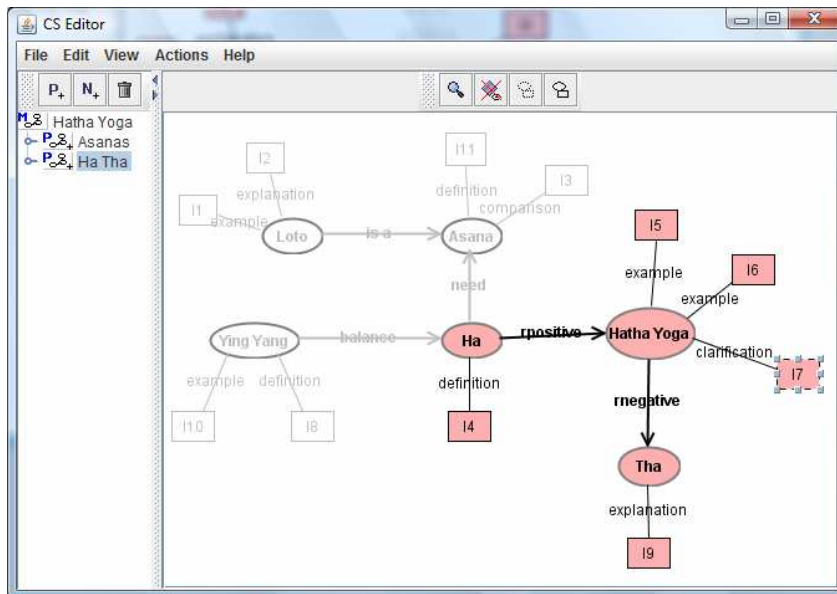 CS Editor
File Edit View Actions Help
P+ N+
M Hatha Yoga
P + Asanas
P + Ha Tha
I2
I11
I3
I1
explanation
definition
comparison
example
Loto
is a
Asana
need
I5
example
I6
example
Ying Yang
balance
Ha
rpositive
Hatha Yoga
clarification
I7
example
definition
definition
rnegative
I10
I8
I4
Tha
explanation
I9